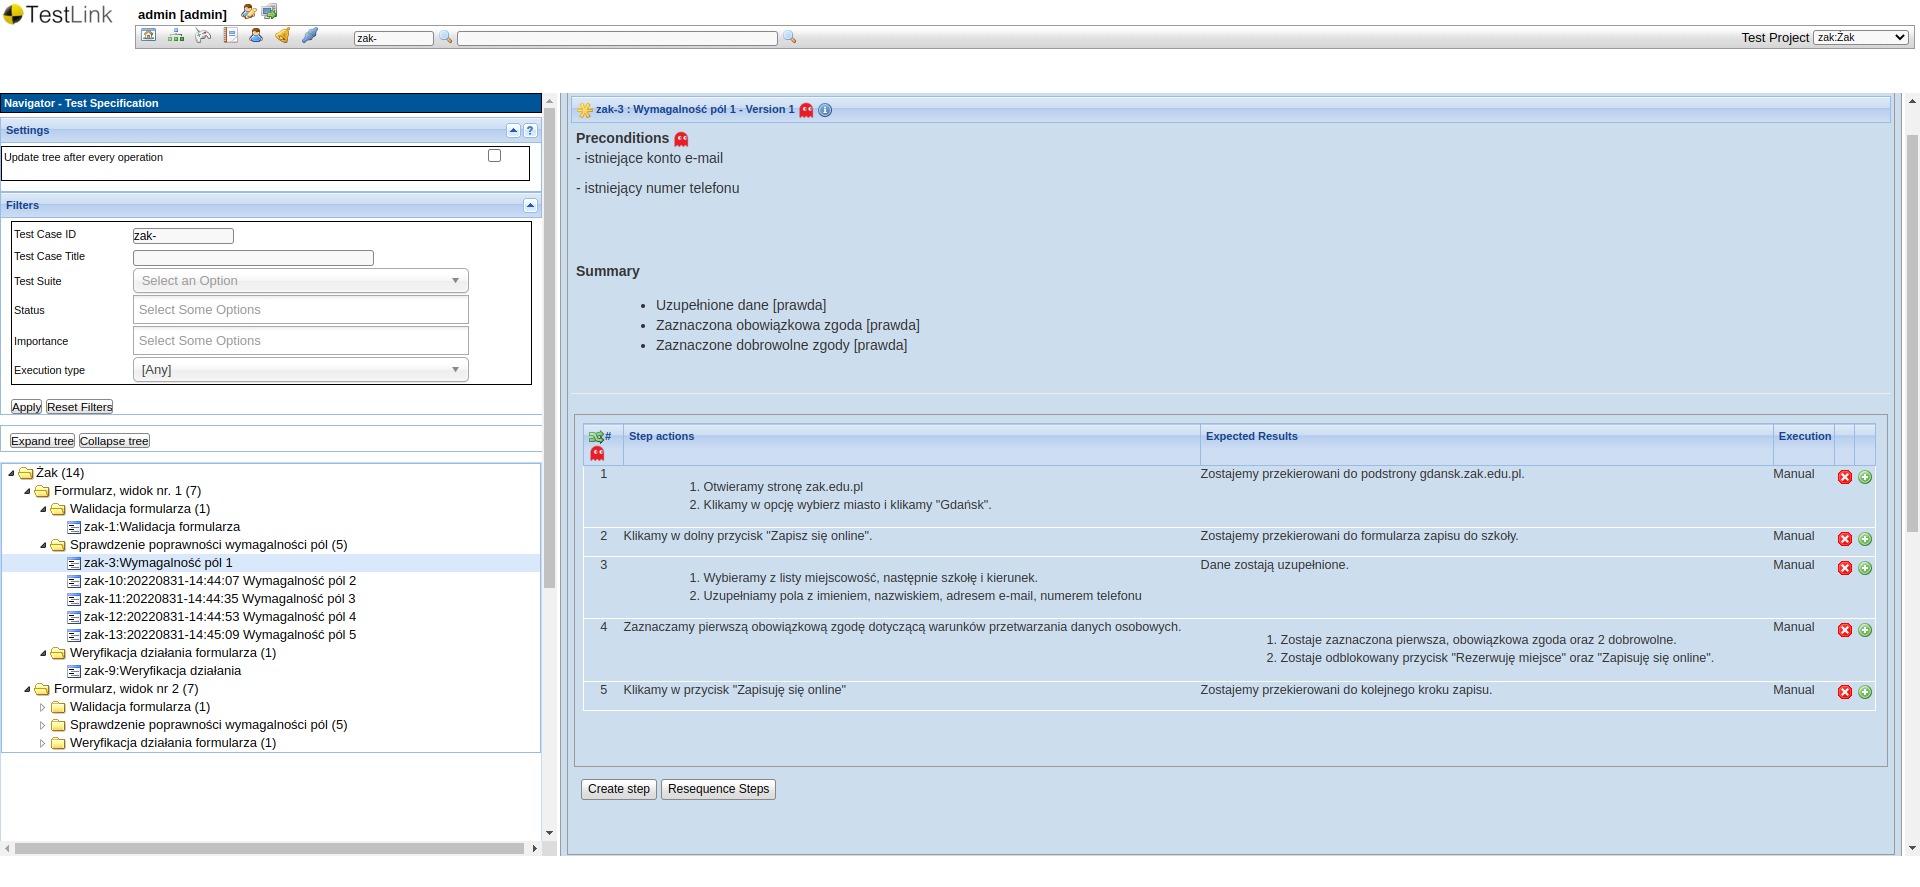 TestLink
admin [admin]
zak-
Test Project zak:Żak
Navigator - Test Specification
Settings
?
Update tree after every operation
Filters
Test Case ID zak-
Test Case Title
Test Suite Select an Option
Status Select Some Options
Importance Select Some Options
Execution type [Any]
Apply Reset Filters
Expand tree Collapse tree
Żak (14)
Formularz, widok nr. 1 (7)
Walidacja formularza (1)
zak-1:Walidacja formularza
Sprawdzenie poprawności wymagalności pól (5)
zak-3:Wymagalność pól 1
zak-10:20220831-14:44:07 Wymagalność pól 2
zak-11:20220831-14:44:35 Wymagalność pól 3
zak-12:20220831-14:44:53 Wymagalność pól 4
zak-13:20220831-14:45:09 Wymagalność pól 5
Weryfikacja działania formularza (1)
zak-9:Weryfikacja działania
Formularz, widok nr 2 (7)
Walidacja formularza (1)
Sprawdzenie poprawności wymagalności pól (5)
Weryfikacja działania formularza (1)
zak-3 : Wymagalność pól 1 - Version 1
Preconditions
- istniejące konto e-mail
- istniejący numer telefonu
Summary
• Uzupełnione dane [prawda]
• Zaznaczona obowiązkowa zgoda [prawda]
• Zaznaczone dobrowolne zgody [prawda]
# Step actions Expected Results Execution
1 Zostajemy przekierowani do podstrony gdansk.zak.edu.pl. Manual
1. Otwieramy stronę zak.edu.pl
2. Klikamy w opcję wybierz miasto i klikamy "Gdańsk".
2 Klikamy w dolny przycisk "Zapisz się online". Zostajemy przekierowani do formularza zapisu do szkoły. Manual
3 Dane zostają uzupełnione. Manual
1. Wybieramy z listy miejscowość, następnie szkołę i kierunek.
2. Uzupełniamy pola z imieniem, nazwiskiem, adresem e-mail, numerem telefonu
4 Zaznaczamy pierwszą obowiązkową zgodę dotyczącą warunków przetwarzania danych osobowych. Manual
1. Zostaje zaznaczona pierwsza, obowiązkowa zgoda oraz 2 dobrowolne.
2. Zostaje odblokowany przycisk "Rezerwuję miejsce" oraz "Zapisuję się online".
5 Klikamy w przycisk "Zapisuję się online" Zostajemy przekierowani do kolejnego kroku zapisu. Manual
Create step Resequence Steps